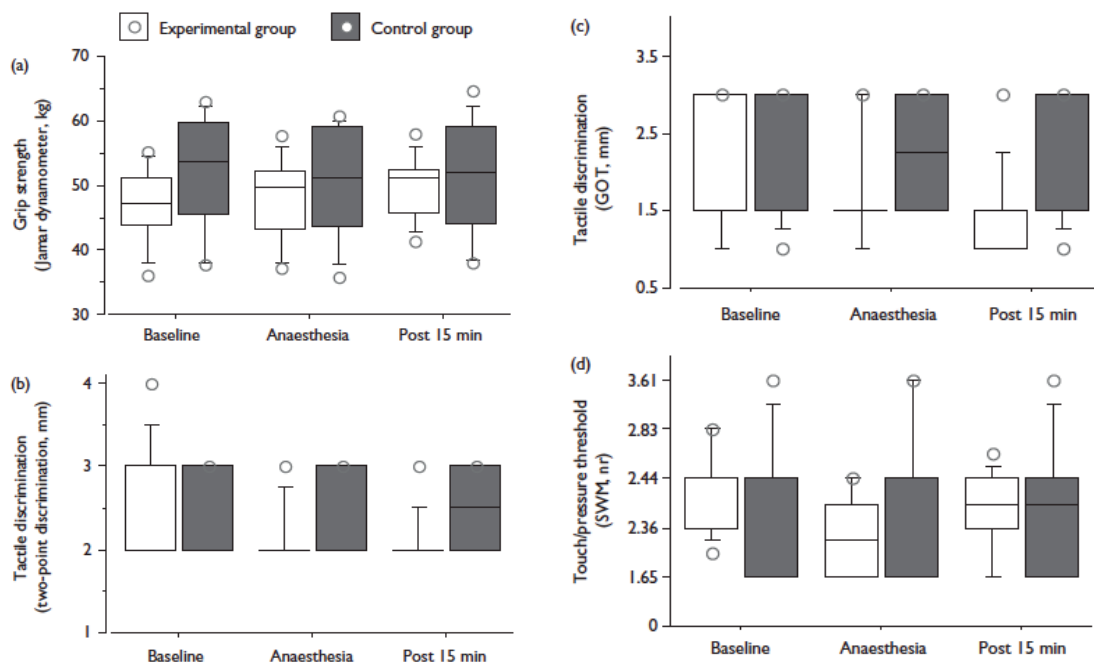 Experimental group
Control group
(a)
70
60
50
40
30
Grip strength
(Jamar dynamometer, kg)
Baseline
Anaesthesia
Post 15 min
(b)
4
3
2
1
Tactile discrimination
(two-point discrimination, mm)
Baseline
Anaesthesia
Post 15 min
(c)
3.5
2.5
1.5
0.5
Tactile discrimination
(GOT, mm)
Baseline
Anaesthesia
Post 15 min
(d)
3.61
2.83
2.44
2.36
1.65
0
Touch/pressure threshold
(SWM, nr)
Baseline
Anaesthesia
Post 15 min